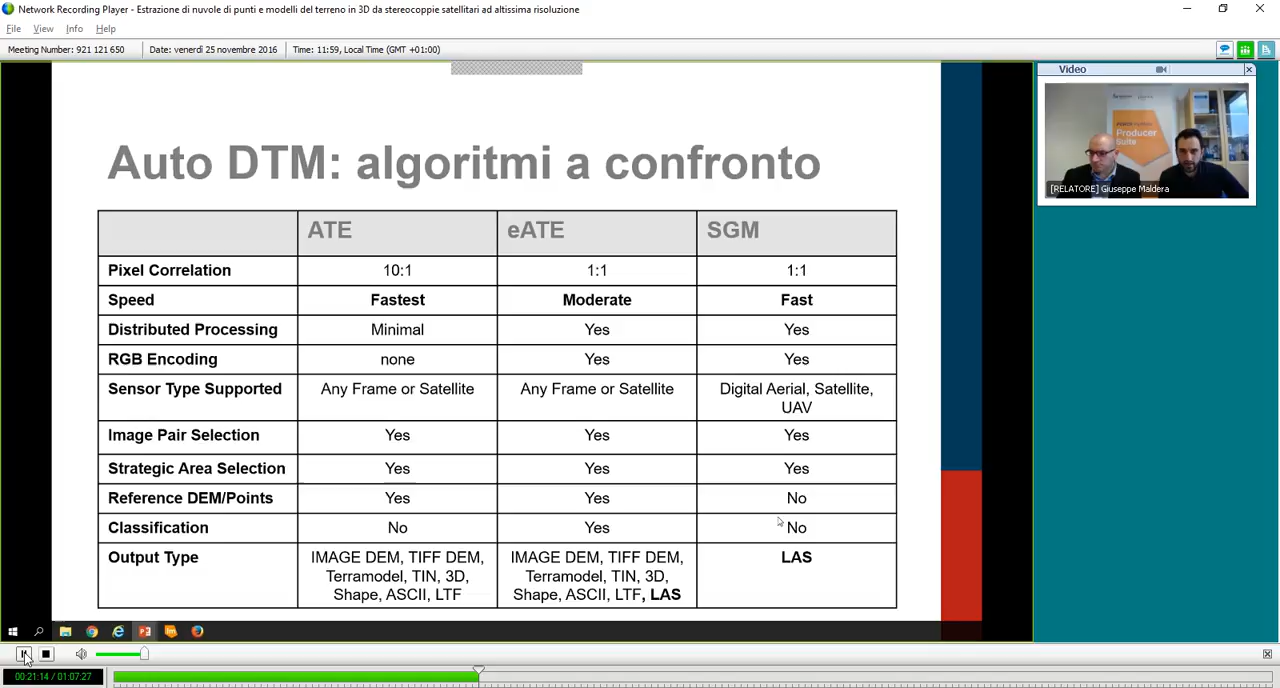 Network Recording Player - Estrazione di nuvole di punti e modelli del terreno in 3D da stereocoppie satellitari ad altissima risoluzione
File View Info Help
Meeting Number: 921 121 650 Date: venerdì 25 novembre 2016 Time: 11:59, Local Time (GMT +01:00)
Video
Producer
Suite
[RELATORE] Giuseppe Maldera
Auto DTM: algoritmi a confronto
ATE eATE SGM
Pixel Correlation 10:1 1:1 1:1
Speed Fastest Moderate Fast
Distributed Processing Minimal Yes Yes
RGB Encoding none Yes Yes
Sensor Type Supported Any Frame or Satellite Any Frame or Satellite Digital Aerial, Satellite,
UAV
Image Pair Selection Yes Yes Yes
Strategic Area Selection Yes Yes Yes
Reference DEM/Points Yes Yes No
Classification No Yes No
Output Type IMAGE DEM, TIFF DEM, IMAGE DEM, TIFF DEM, LAS
Terramodel, TIN, 3D, Terramodel, TIN, 3D,
Shape, ASCII, LTF Shape, ASCII, LTF, LAS
00:21:14 / 01:07:27